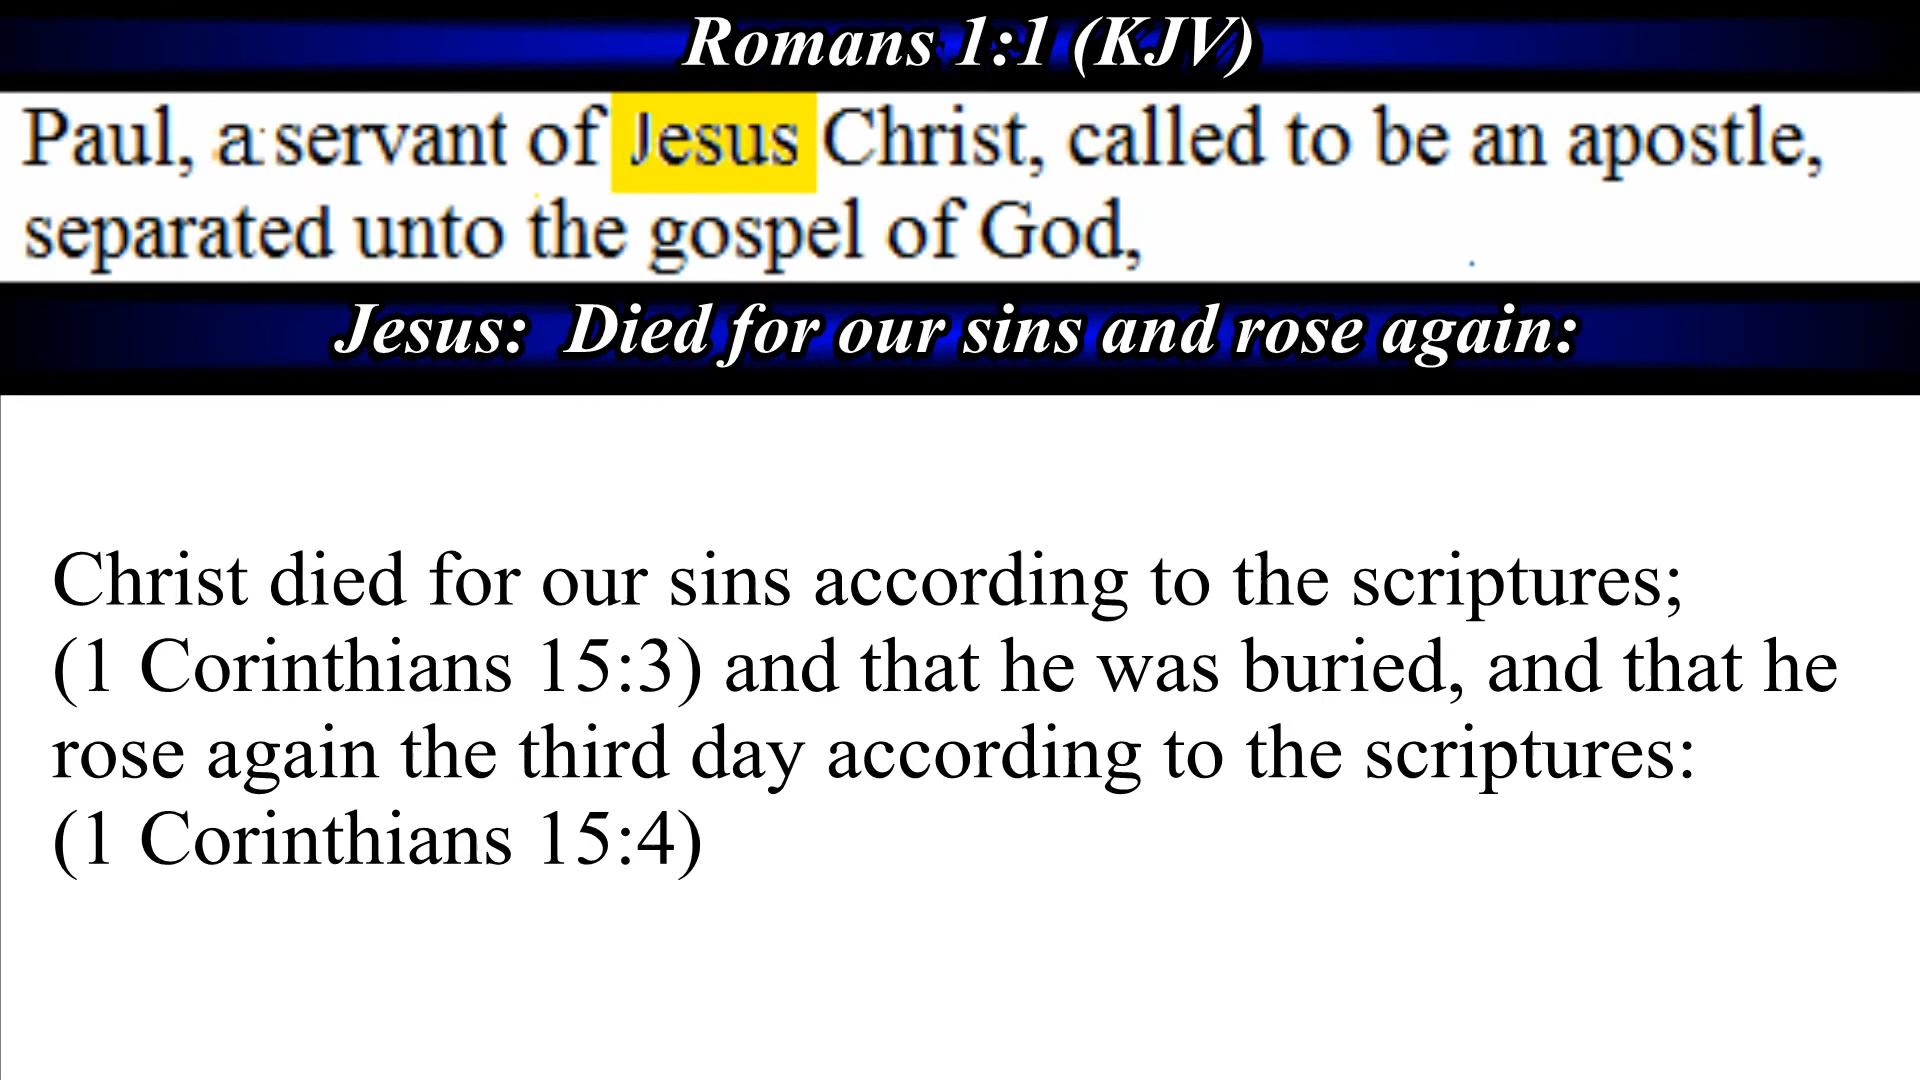 Romans 1:1 (KJV)
Paul, a servant of Jesus Christ, called to be an apostle,
separated unto the gospel of God,
Jesus:  Died for our sins and rose again:
Christ died for our sins according to the scriptures;
(1 Corinthians 15:3) and that he was buried, and that he
rose again the third day according to the scriptures:
(1 Corinthians 15:4)